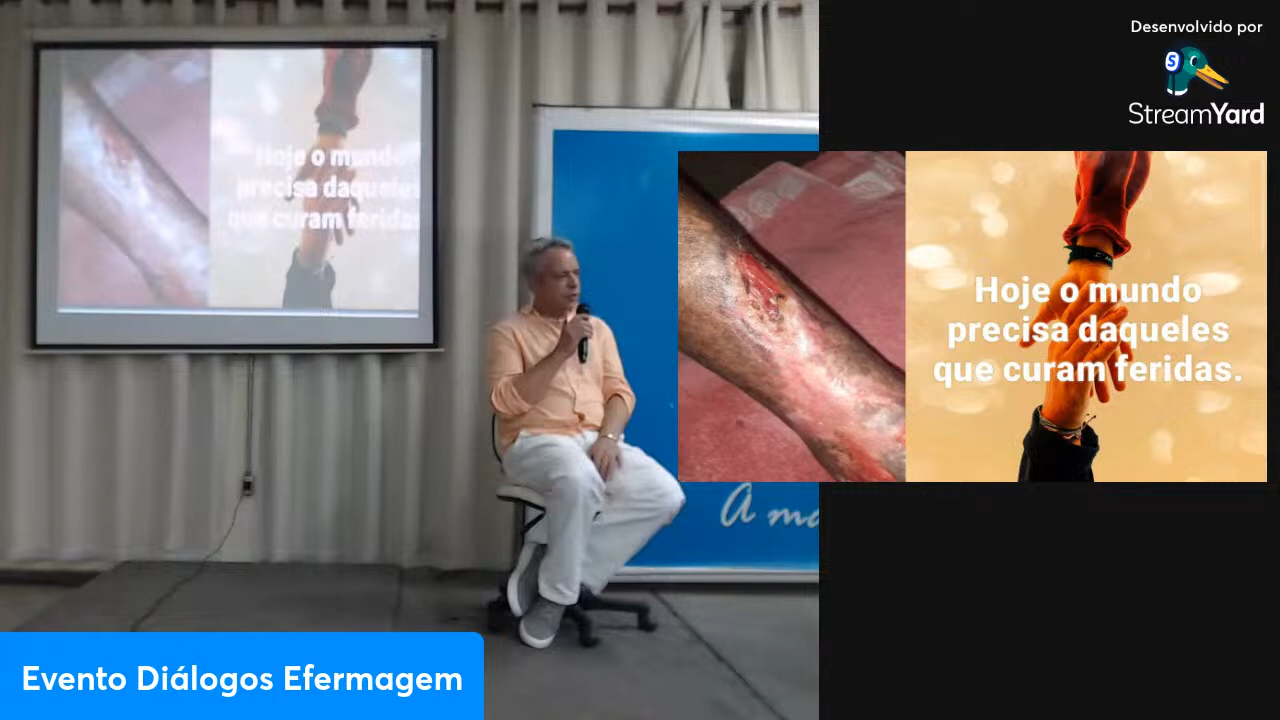 Desenvolvido por
StreamYard
Hoje o mundo
precisa daqueles
que curam feridas
Hoje o mundo
precisa daqueles
que curam feridas.
A ma
Evento Diálogos Efermagem